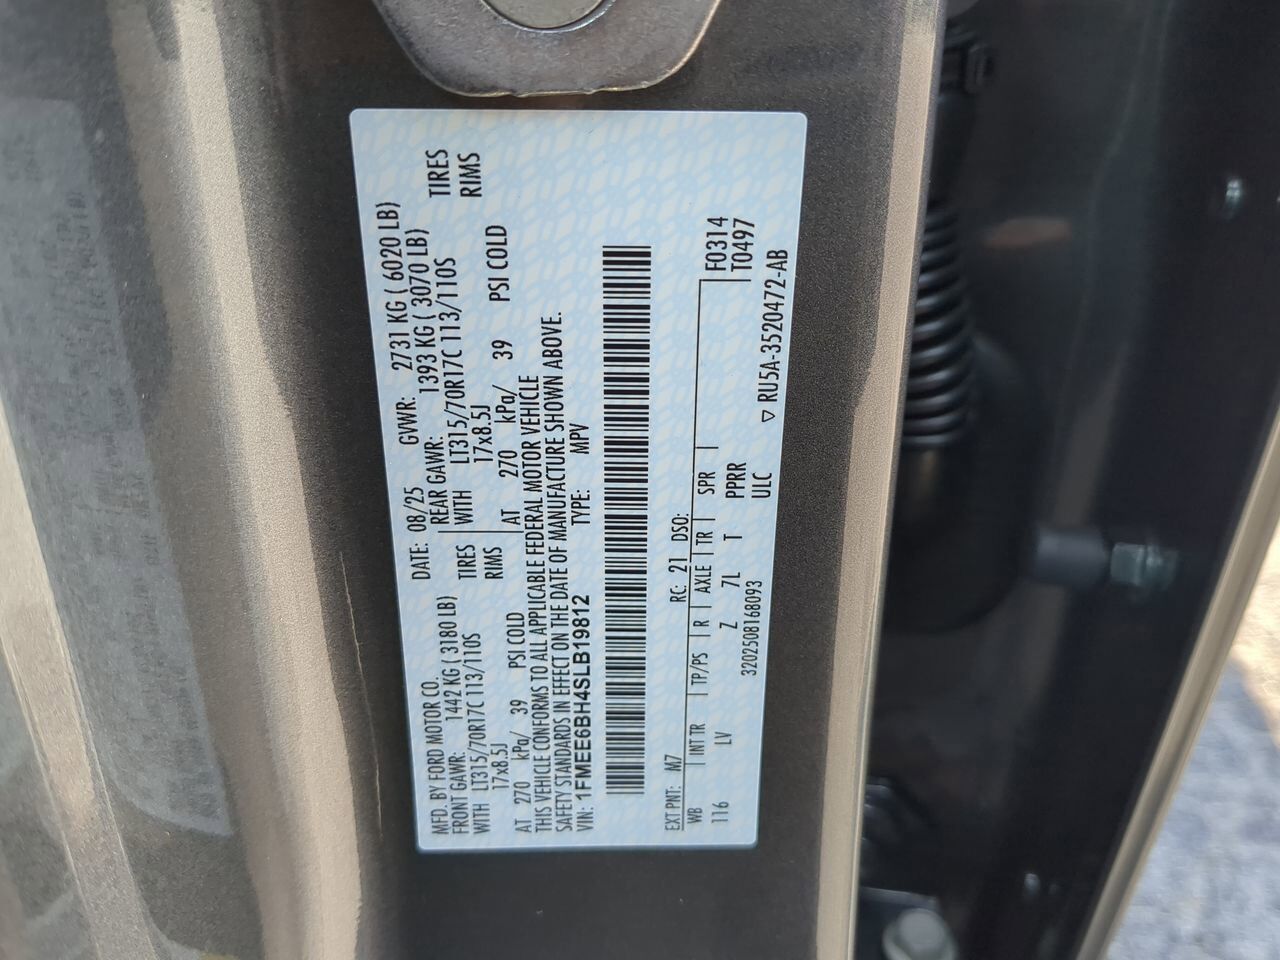 MFD. BY FORD MOTOR CO.
DATE: 08/25 GVWR: 2731 KG ( 6020 LB)
FRONT GAWR: 1442 KG ( 3180 LB)
REAR GAWR: 1393 KG ( 3070 LB)
WITH LT315/70R17C 113/110S TIRES
WITH LT315/70R17C 113/110S TIRES
17x8.5J RIMS
17x8.5J RIMS
AT 270 kPa/ 39 PSI COLD
AT 270 kPa/ 39 PSI COLD
THIS VEHICLE CONFORMS TO ALL APPLICABLE FEDERAL MOTOR VEHICLE
SAFETY STANDARDS IN EFFECT ON THE DATE OF MANUFACTURE SHOWN ABOVE.
VIN: 1FMEE6BH4SLB19812 TYPE: MPV
EXT PNT: M7 RC: 21 DSO:
WB INT TR TP/PS R AXLE TR SPR F0314
116 LV Z 7L T PPRR T0497
3202508168093 ULC
▽ RU5A-3520472-AB